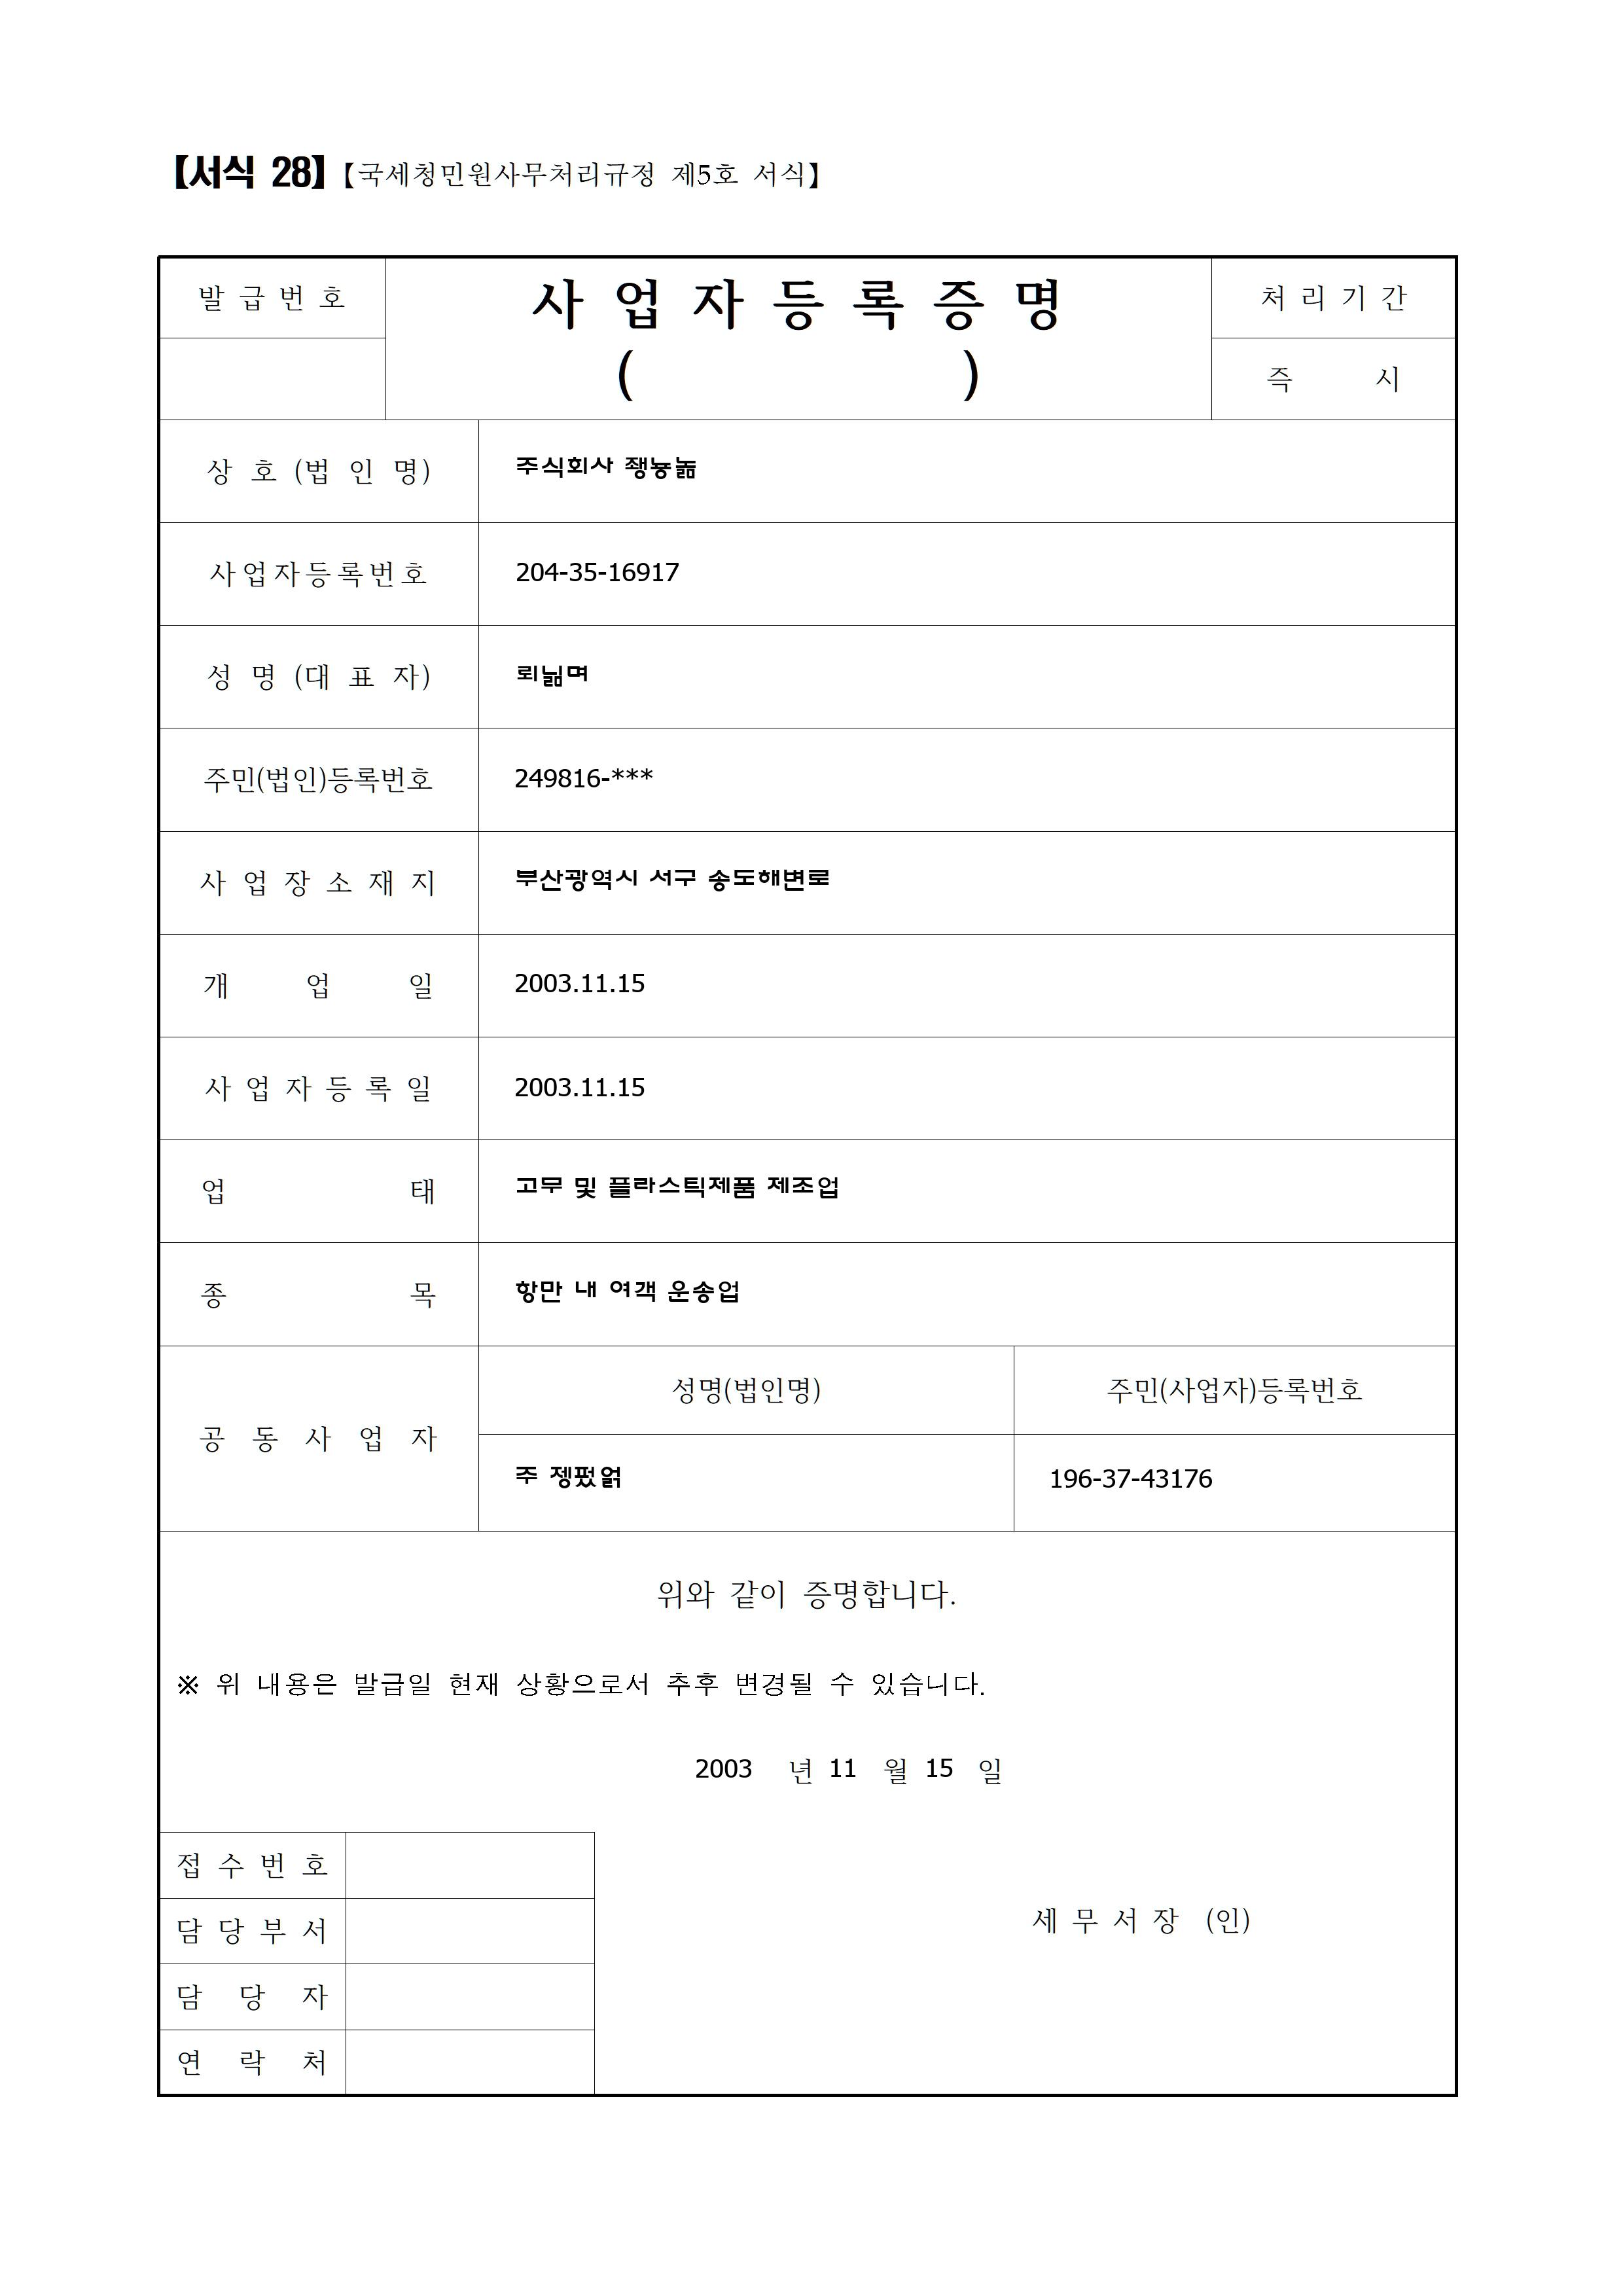 【서식 28】【국세청민원사무처리규정 제5호 서식】
발 급 번 호
사 업 자 등 록 증 명
( )
처 리 기 간
즉 시
상 호 (법 인 명) 주식회사 좽눙눏
사업자등록번호 204-35-16917
성 명 (대 표 자) 뢰닒며
주민(법인)등록번호 249816-***
사 업 장 소 재 지 부산광역시 서구 송도해변로
개 업 일 2003.11.15
사 업 자 등 록 일 2003.11.15
업 태 고무 및 플라스틱제품 제조업
종 목 항만 내 여객 운송업
공 동 사 업 자
성명(법인명) 주민(사업자)등록번호
주 젱펐얽 196-37-43176
위와 같이 증명합니다.
※ 위 내용은 발급일 현재 상황으로서 추후 변경될 수 있습니다.
2003 년 11 월 15 일
접 수 번 호
담 당 부 서
세 무 서 장 (인)
담 당 자
연 락 처